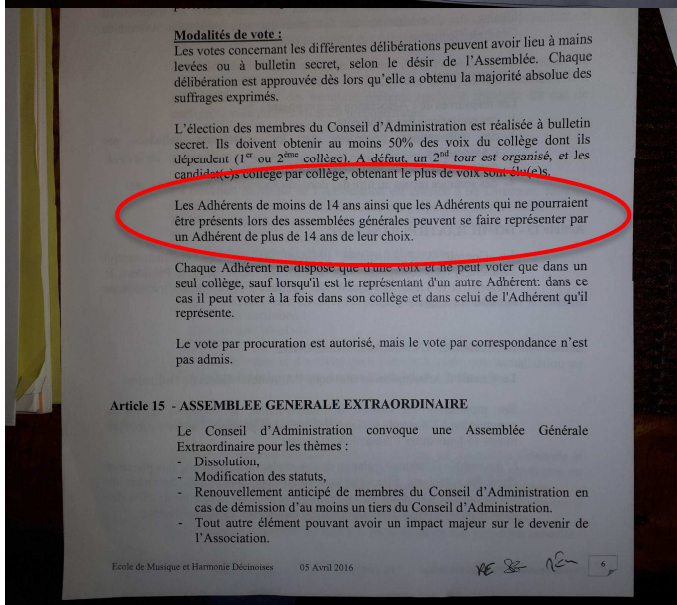 Modalités de vote :
Les votes concernant les différentes délibérations peuvent avoir lieu à mains
levées ou à bulletin secret, selon le désir de l'Assemblée. Chaque
délibération est approuvée dès lors qu'elle a obtenu la majorité absolue des
suffrages exprimés.
L'élection des membres du Conseil d'Administration est réalisée à bulletin
secret. Ils doivent obtenir au moins 50% des voix du collège dont ils
dépendent (1er ou 2ème collège). A défaut, un 2nd tour est organisé, et les
candidat(e)s collège par collège, obtenant le plus de voix sont élu(e)s.
Les Adhérents de moins de 14 ans ainsi que les Adhérents qui ne pourraient
être présents lors des assemblées générales peuvent se faire représenter par
un Adhérent de plus de 14 ans de leur choix.
Chaque Adhérent ne dispose que d'une voix et ne peut voter que dans un
seul collège, sauf lorsqu'il est le représentant d'un autre Adhérent: dans ce
cas il peut voter à la fois dans son collège et dans celui de l'Adhérent qu'il
représente.
Le vote par procuration est autorisé, mais le vote par correspondance n'est
pas admis.
Article 15 - ASSEMBLEE GENERALE EXTRAORDINAIRE
Le Conseil d'Administration convoque une Assemblée Générale
Extraordinaire pour les thèmes :
- Dissolution,
- Modification des statuts,
- Renouvellement anticipé de membres du Conseil d'Administration en
cas de démission d'au moins un tiers du Conseil d'Administration.
- Tout autre élément pouvant avoir un impact majeur sur le devenir de
l'Association.
Ecole de Musique et Harmonie Décinoises 05 Avril 2016 6